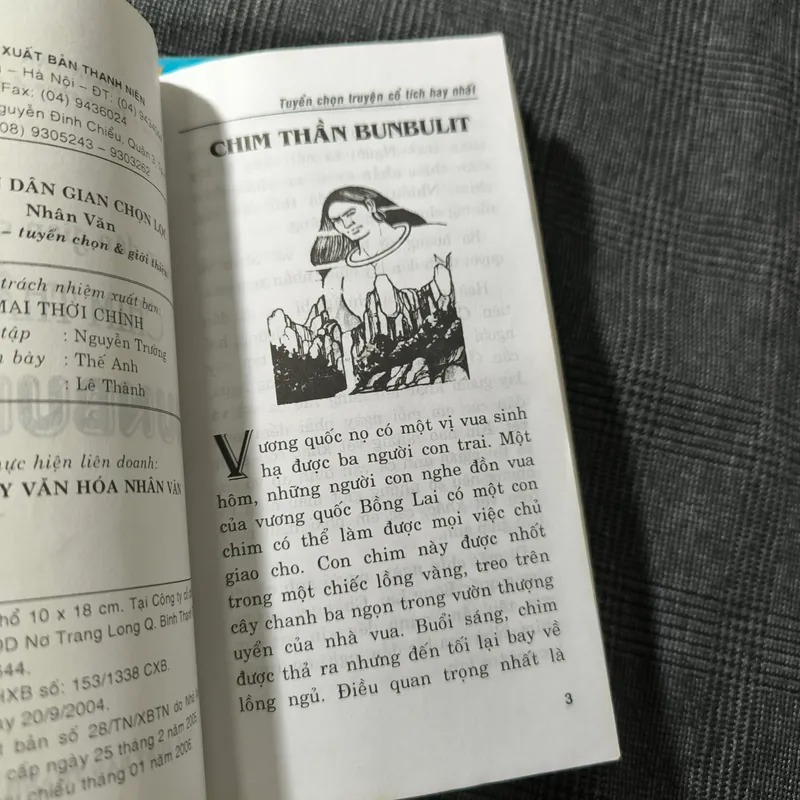 XUẤT BẢN THANH NIÊN
– Hà Nội – ĐT: (04)
Fax: (04) 9436024
Nguyễn Đình Chiểu, Quận 3
08) 9305243 – 9303262
DÂN GIAN CHỌN LỌC
Nhân Văn
– tuyển chọn & giới thiệu
trách nhiệm xuất bản:
MAI THỜI CHÍNH
tập : Nguyễn Trường
bày : Thế Anh
: Lê Thành
thực hiện liên doanh:
TY VĂN HÓA NHÂN VĂN
khổ 10 x 18 cm. Tại Công ty cổ
Nơ Trang Long Q. Bình Thạnh
644.
HXB số: 153/1338 CXB.
ày 20/9/2004.
bản số 28/TN/XBTN do Nhà
cấp ngày 25 tháng 2 năm 2005
chiểu tháng 01 năm 2006.
Tuyển chọn truyện cổ tích hay nhất
CHIM THẦN BUNBULIT
Vương quốc nọ có một vị vua sinh
hạ được ba người con trai. Một
hôm, những người con nghe đồn vua
của vương quốc Bồng Lai có một con
chim có thể làm được mọi việc chủ
giao cho. Con chim này được nhốt
trong một chiếc lồng vàng, treo trên
cây chanh ba ngọn trong vườn thượng
uyển của nhà vua. Buổi sáng, chim
được thả ra nhưng đến tối lại bay về
lồng ngủ. Điều quan trọng nhất là
3